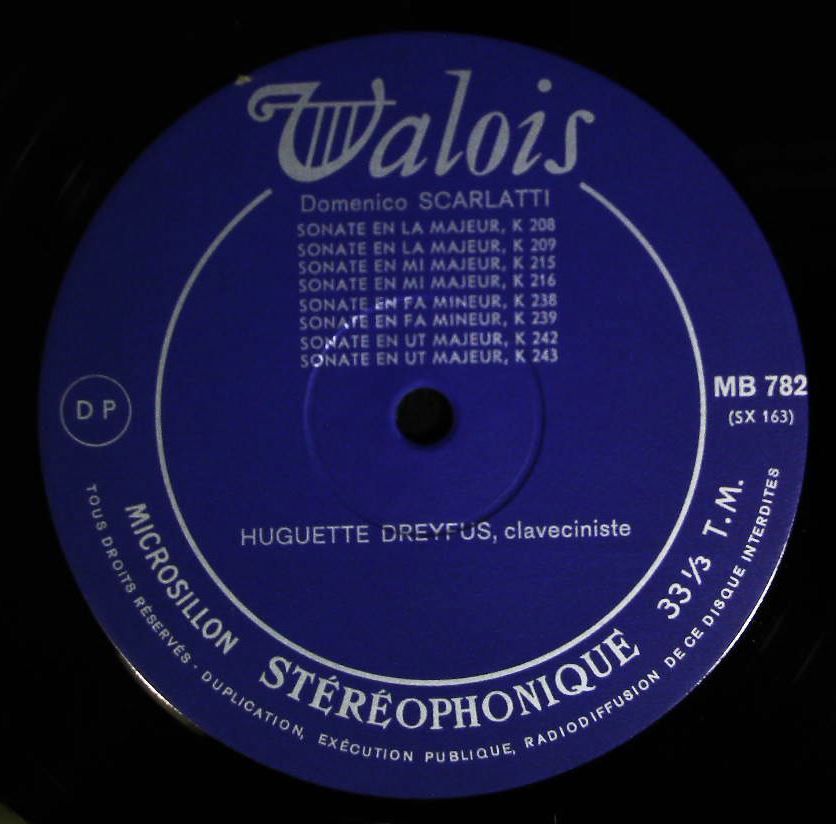 Valois
Domenico SCARLATTI
SONATE EN LA MAJEUR, K 208
SONATE EN LA MAJEUR, K 209
SONATE EN MI MAJEUR, K 215
SONATE EN MI MAJEUR, K 216
SONATE EN FA MINEUR, K 238
SONATE EN FA MINEUR, K 239
SONATE EN UT MAJEUR, K 242
SONATE EN UT MAJEUR, K 243
D P
MB 782
(SX 163)
HUGUETTE DREYFUS, claveciniste
MICROSILLON STÉRÉOPHONIQUE 33 1/3 T.M.
TOUS DROITS RÉSERVÉS - DUPLICATION, EXÉCUTION PUBLIQUE, RADIODIFFUSION DE CE DISQUE INTERDITES